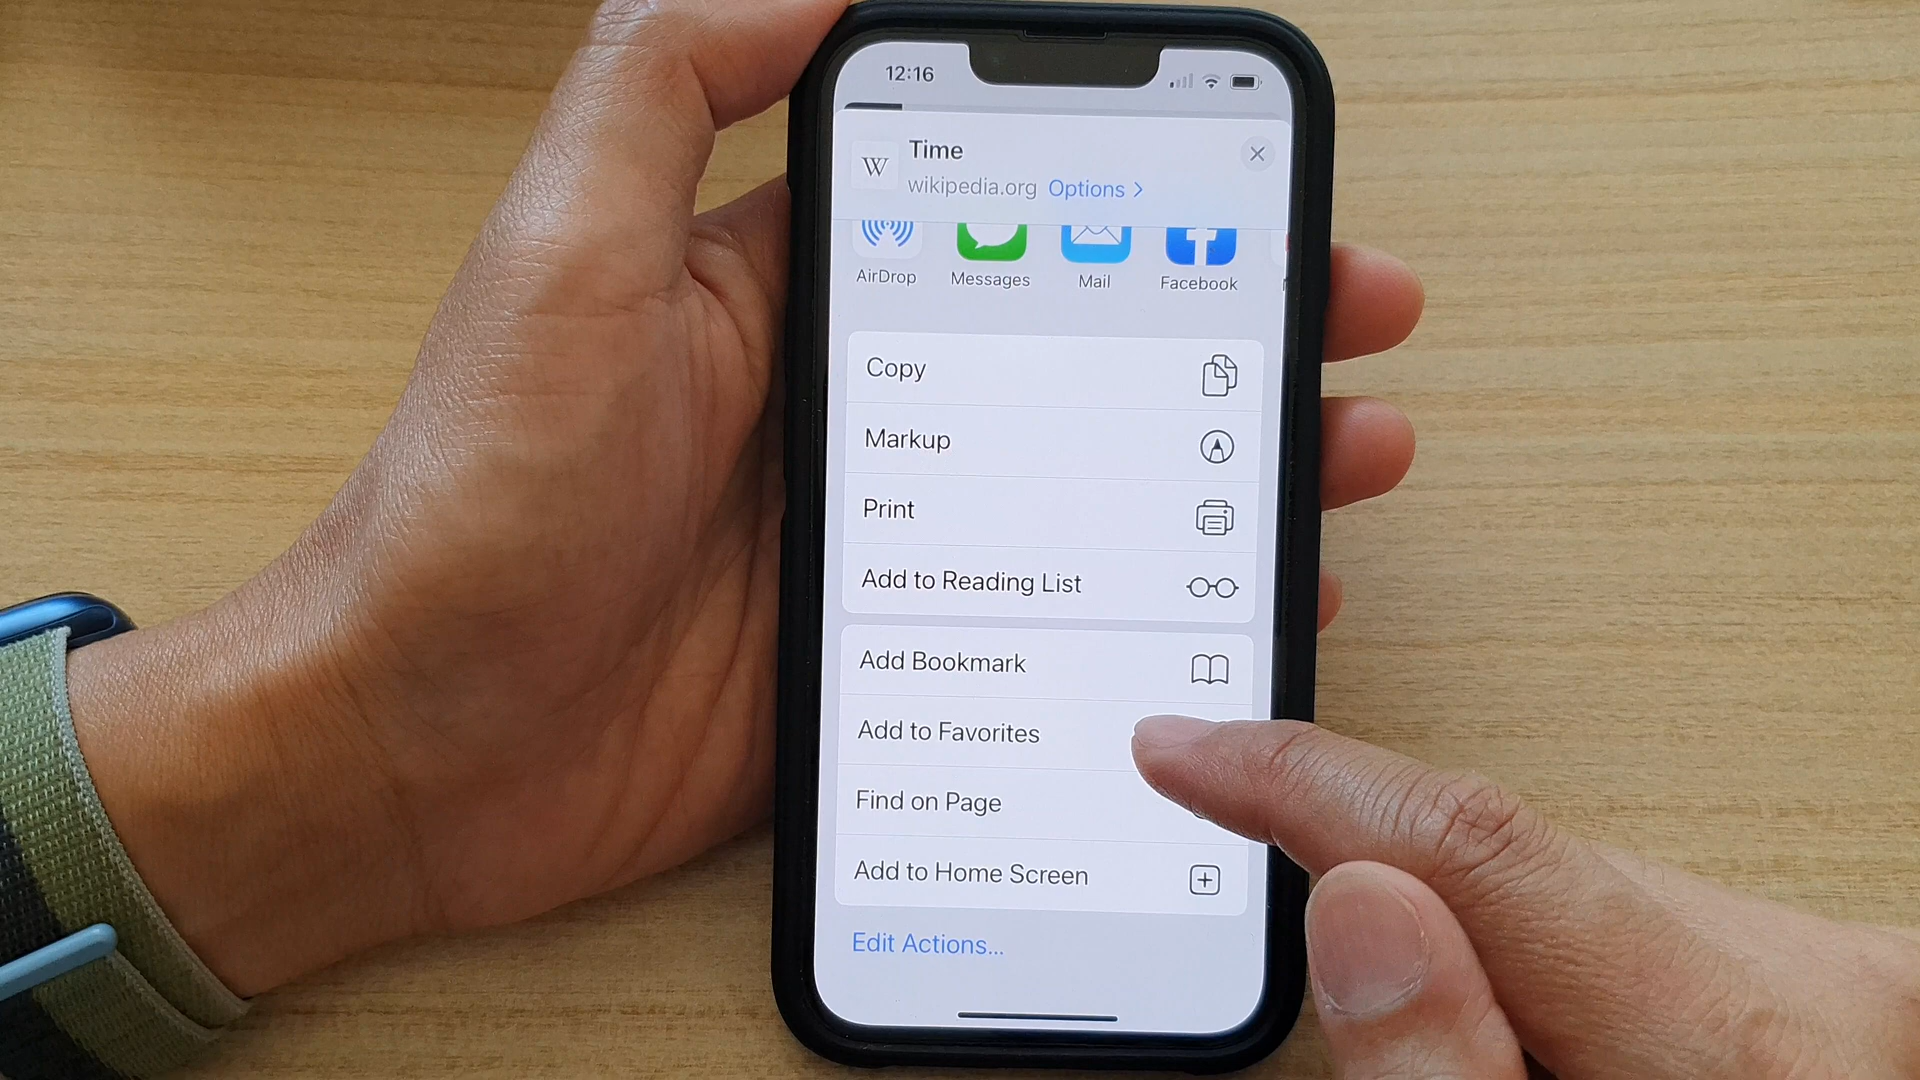 12:16
W
Time
wikipedia.org Options >
AirDrop Messages Mail Facebook
Copy
Markup
Print
Add to Reading List
Add Bookmark
Add to Favorites
Find on Page
Add to Home Screen
Edit Actions...